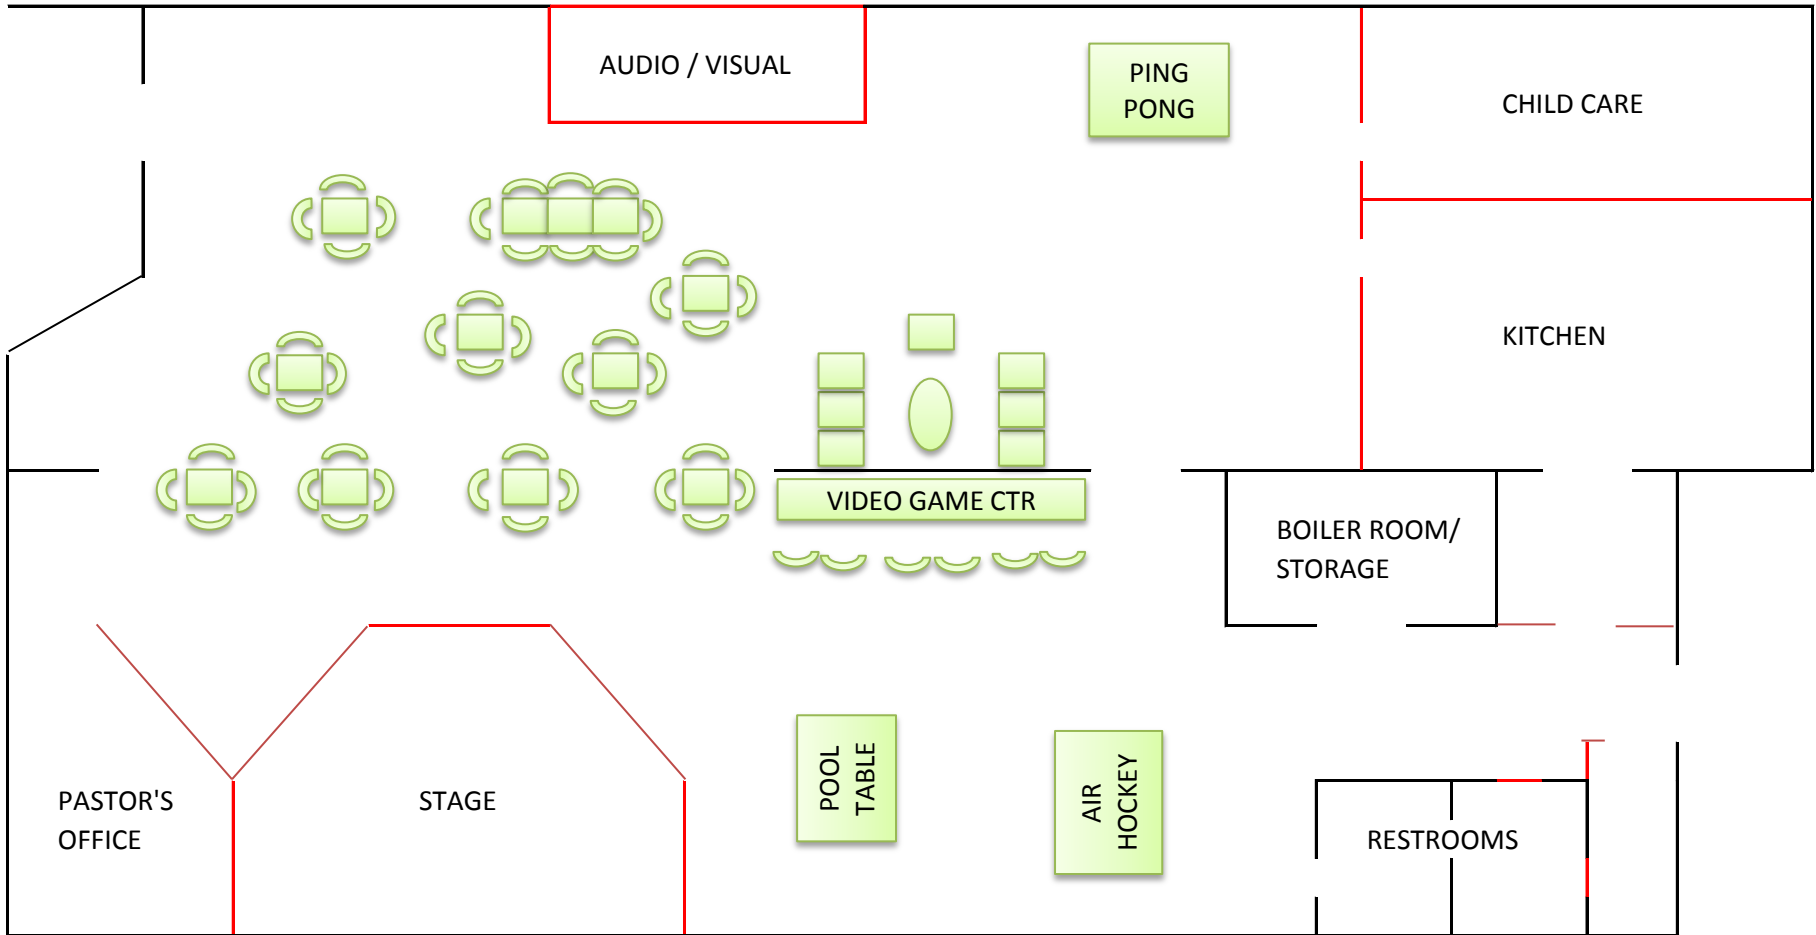 AUDIO / VISUAL
PING
PONG
CHILD CARE
KITCHEN
VIDEO GAME CTR
BOILER ROOM/
STORAGE
PASTOR'S
OFFICE
STAGE
POOL
TABLE
AIR
HOCKEY
RESTROOMS